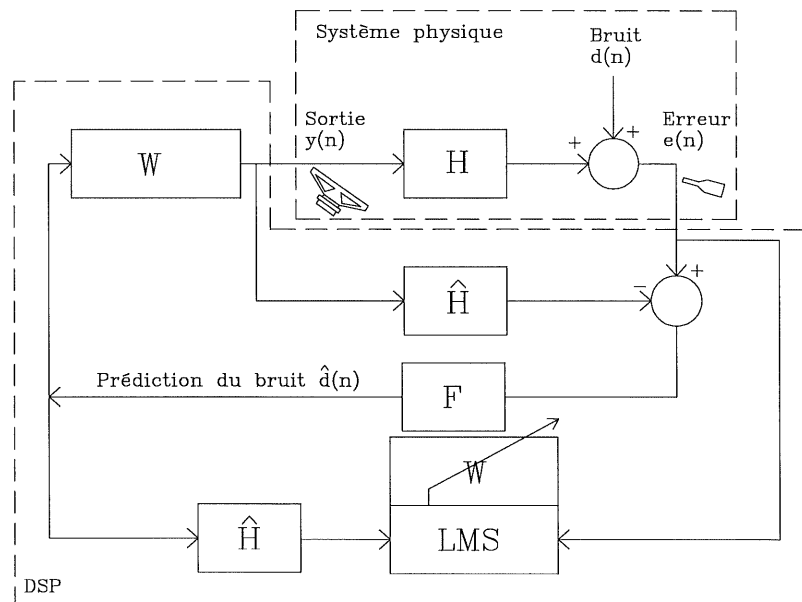 Système physique
Bruit
d(n)
Sortie
y(n)
Erreur
e(n)
W
H
+
+
Ĥ
−
+
Prédiction du bruit d̂(n)
F
W
Ĥ
LMS
DSP